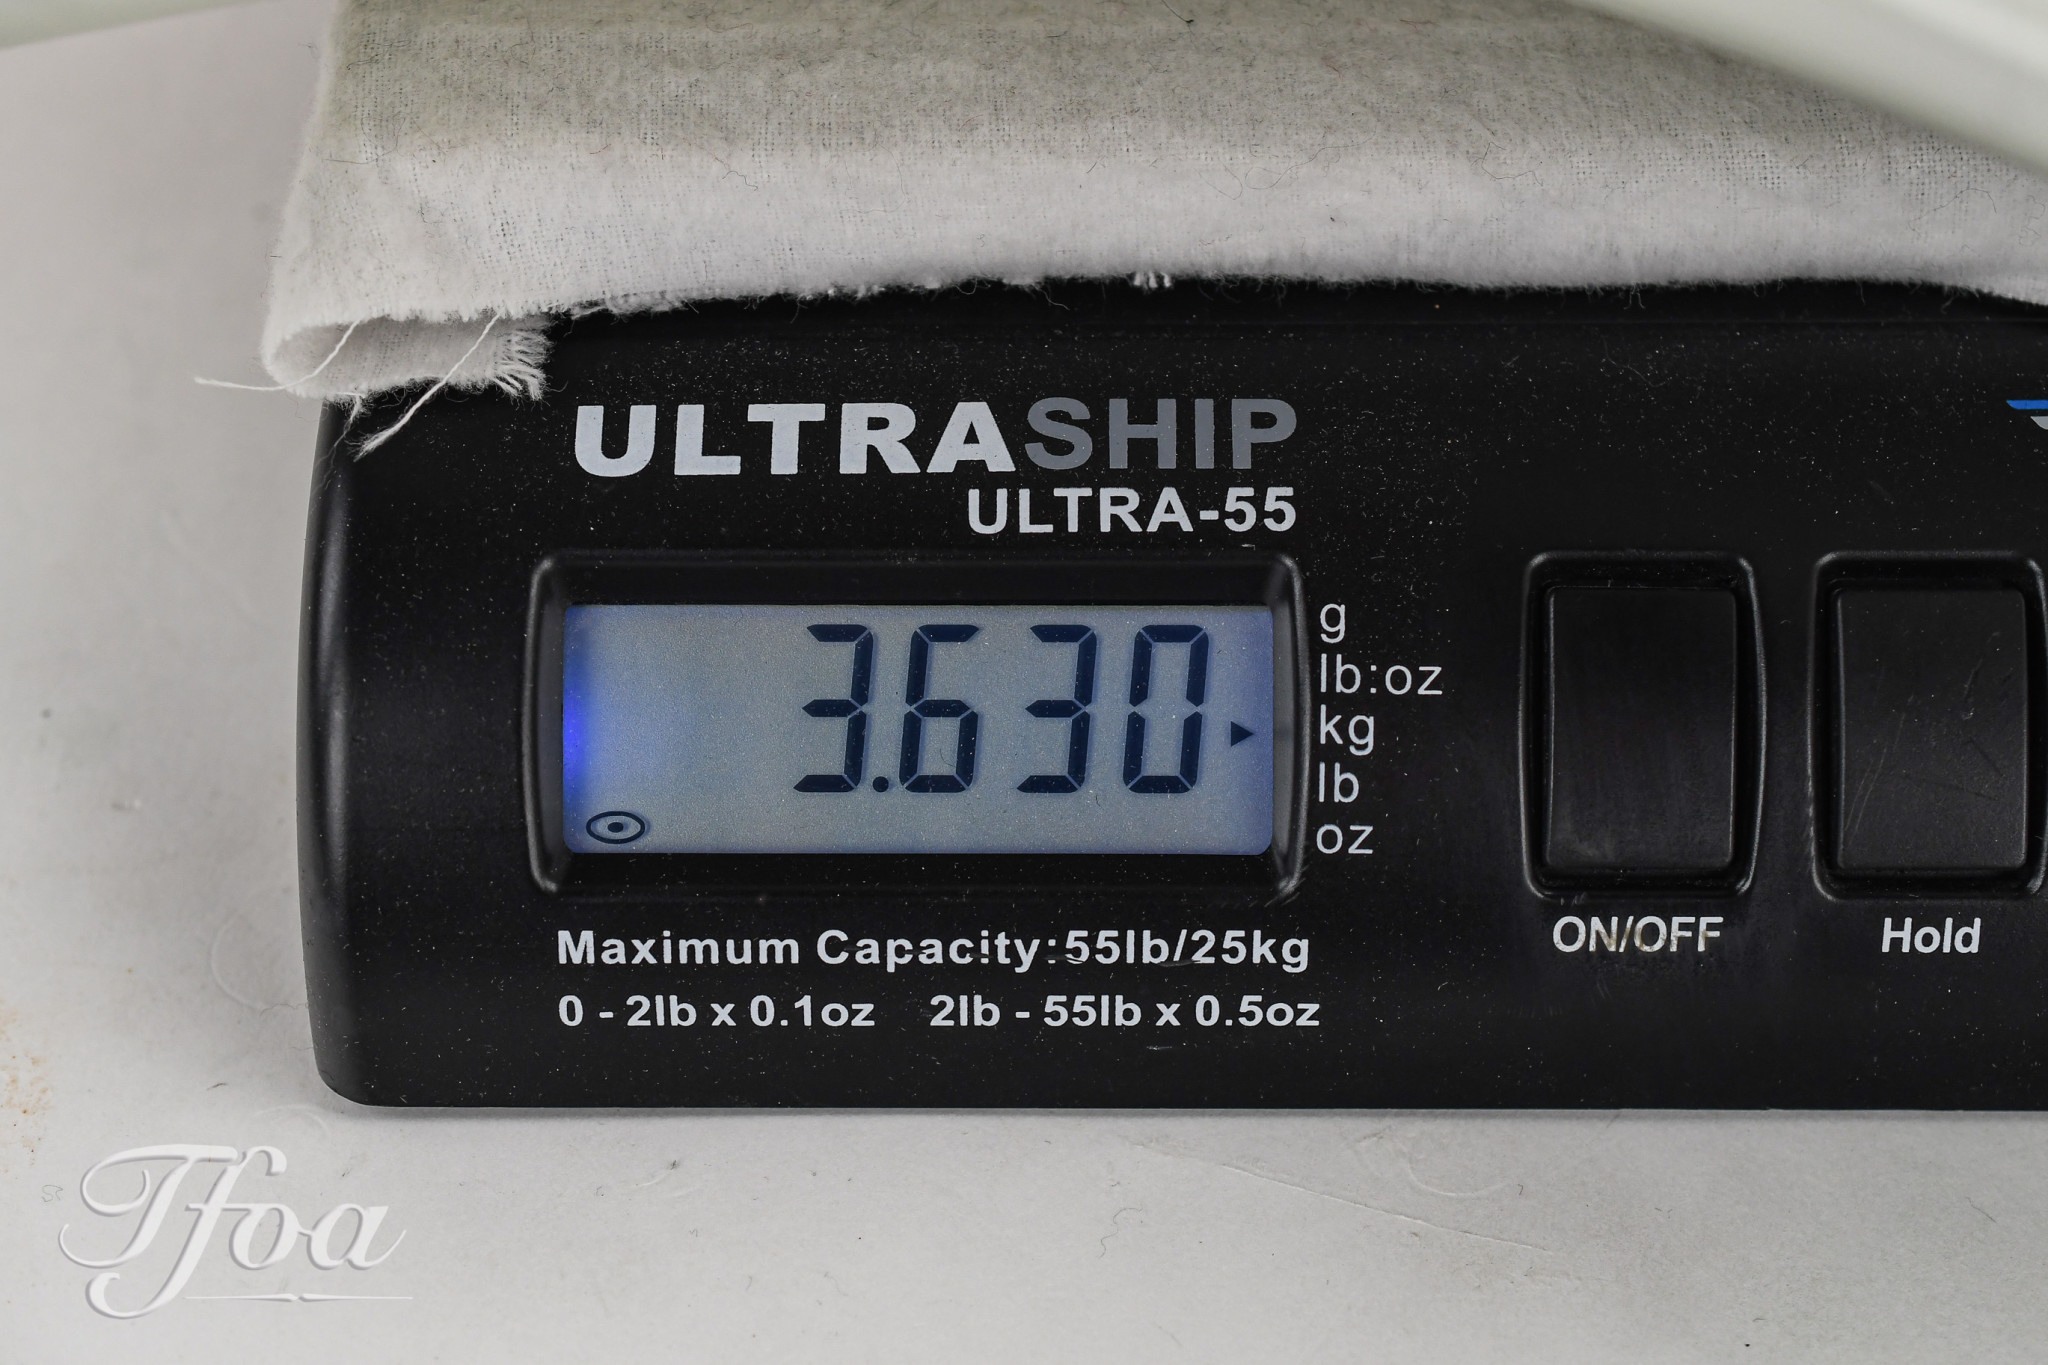 ULTRASHIP
ULTRA-55
3.630
g
lb:oz
kg
lb
oz
ON/OFF
Hold
Maximum Capacity:55lb/25kg
0 - 2lb x 0.1oz 2lb - 55lb x 0.5oz
Tfoa